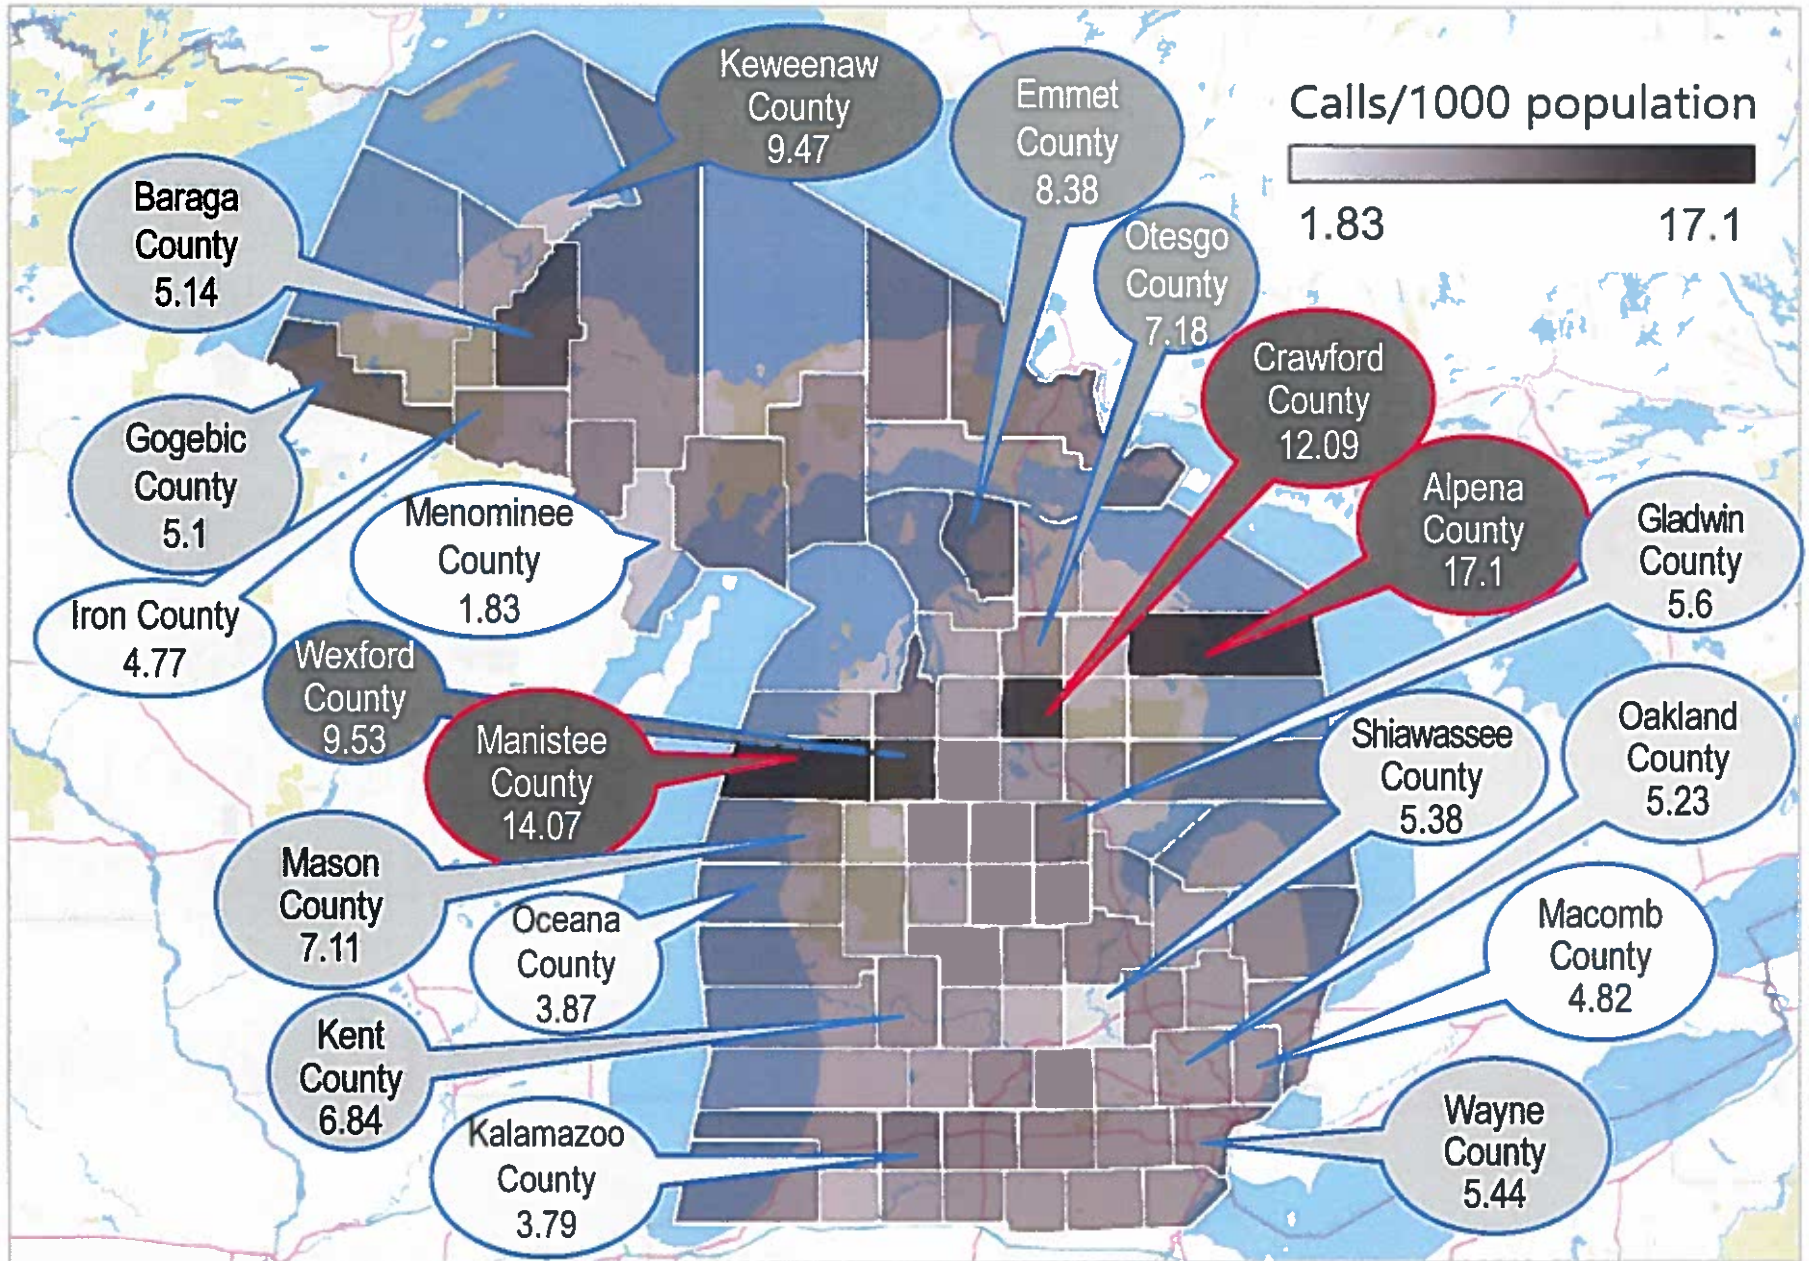 Keweenaw
County
9.47
Emmet
County
8.38
Calls/1000 population
1.83 17.1
Baraga
County
5.14
Otesgo
County
7.18
Crawford
County
12.09
Gogebic
County
5.1
Alpena
County
17.1
Menominee
County
1.83
Gladwin
County
5.6
Iron County
4.77
Wexford
County
9.53
Manistee
County
14.07
Shiawassee
County
5.38
Oakland
County
5.23
Mason
County
7.11
Oceana
County
3.87
Macomb
County
4.82
Kent
County
6.84
Kalamazoo
County
3.79
Wayne
County
5.44